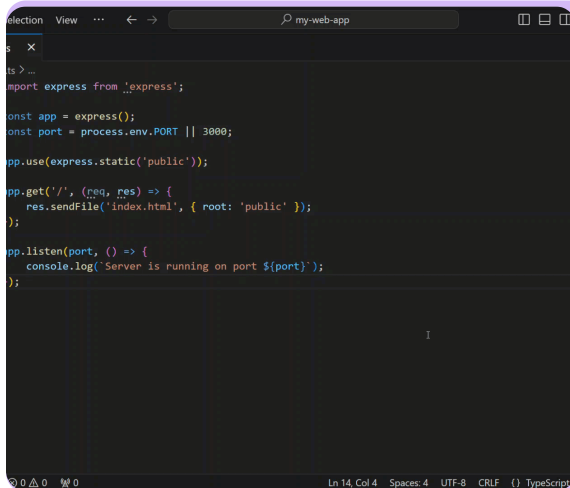 election View ··· ← → my-web-app
s ×
.ts > ...
mport express from 'express';
onst app = express();
onst port = process.env.PORT || 3000;
pp.use(express.static('public'));
pp.get('/', (req, res) => {
res.sendFile('index.html', { root: 'public' });
);
app.listen(port, () => {
console.log(`Server is running on port ${port}`);
);
0 0 0 Ln 14, Col 4 Spaces: 4 UTF-8 CRLF {} TypeScript